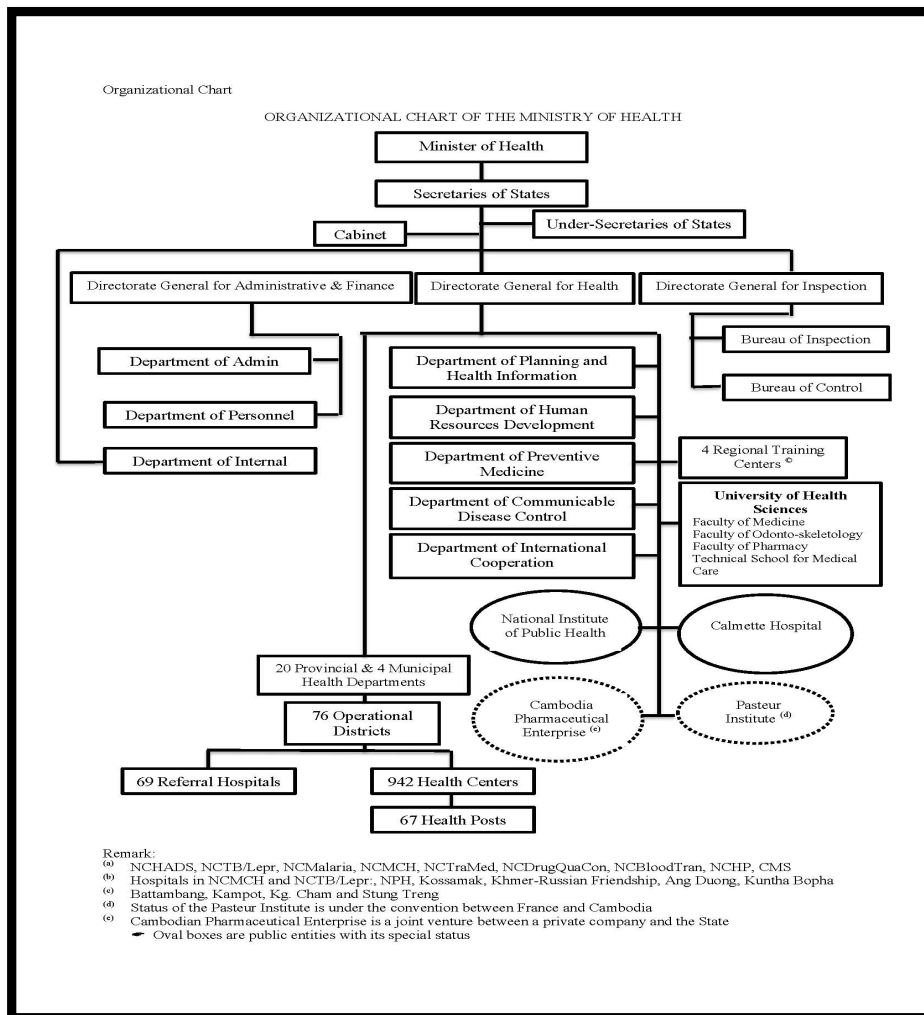 Organizational Chart
ORGANIZATIONAL CHART OF THE MINISTRY OF HEALTH
Minister of Health
Secretaries of States
Under-Secretaries of States
Cabinet
Directorate General for Administrative & Finance
Directorate General for Health
Directorate General for Inspection
Department of Admin
Department of Personnel
Department of Internal
Department of Planning and
Health Information
Department of Human
Resources Development
Department of Preventive
Medicine
Department of Communicable
Disease Control
Department of International
Cooperation
Bureau of Inspection
Bureau of Control
4 Regional Training
Centers ©
University of Health
Sciences
Faculty of Medicine
Faculty of Odonto-skeletology
Faculty of Pharmacy
Technical School for Medical
Care
National Institute
of Public Health
Calmette Hospital
Cambodia
Pharmaceutical
Enterprise (e)
Pasteur
Institute (d)
20 Provincial & 4 Municipal
Health Departments
76 Operational
Districts
69 Referral Hospitals
942 Health Centers
67 Health Posts
Remark:
(a) NCHADS, NCTB/Lepr, NCMalaria, NCMCH, NCTraMed, NCDrugQuaCon, NCBloodTran, NCHP, CMS
(b) Hospitals in NCMCH and NCTB/Lepr:, NPH, Kossamak, Khmer-Russian Friendship, Ang Duong, Kuntha Bopha
(c) Battambang, Kampot, Kg. Cham and Stung Treng
(d) Status of the Pasteur Institute is under the convention between France and Cambodia
(e) Cambodian Pharmaceutical Enterprise is a joint venture between a private company and the State
☛ Oval boxes are public entities with its special status